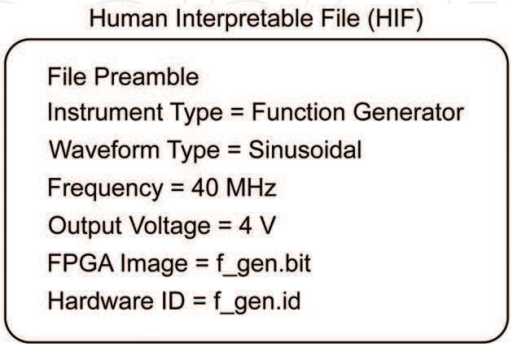 Human Interpretable File (HIF)
File Preamble
Instrument Type = Function Generator
Waveform Type = Sinusoidal
Frequency = 40 MHz
Output Voltage = 4 V
FPGA Image = f_gen.bit
Hardware ID = f_gen.id